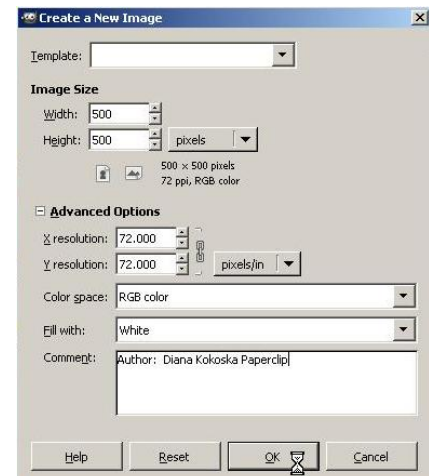 Create a New Image
Template:
Image Size
Width: 500
Height: 500 pixels
500 × 500 pixels
72 ppi, RGB color
Advanced Options
X resolution: 72.000
Y resolution: 72.000 pixels/in
Color space: RGB color
Fill with: White
Comment: Author: Diana Kokoska Paperclip
Help Reset OK Cancel